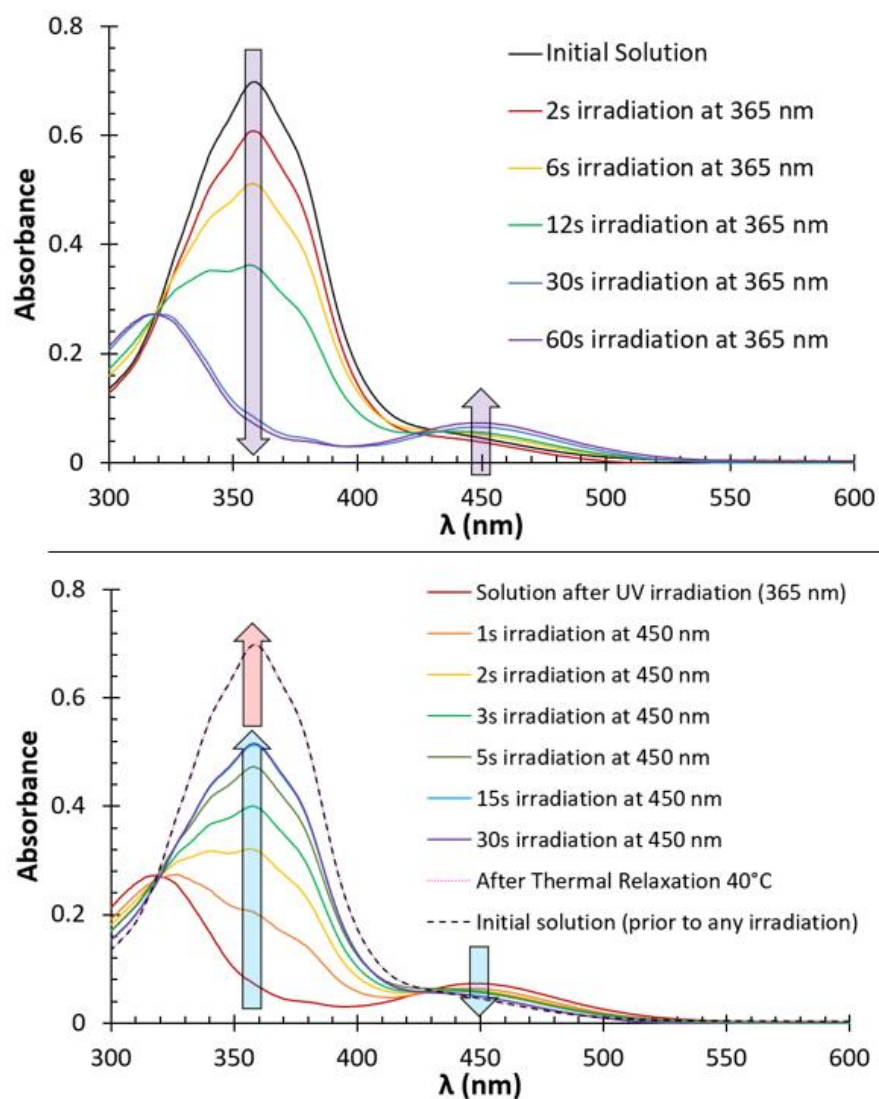 0.8
0.6
0.4
0.2
0
Absorbance
300
350
400
450
500
550
600
λ (nm)
Initial Solution
2s irradiation at 365 nm
6s irradiation at 365 nm
12s irradiation at 365 nm
30s irradiation at 365 nm
60s irradiation at 365 nm
0.8
0.6
0.4
0.2
0
Absorbance
300
350
400
450
500
550
600
λ (nm)
Solution after UV irradiation (365 nm)
1s irradiation at 450 nm
2s irradiation at 450 nm
3s irradiation at 450 nm
5s irradiation at 450 nm
15s irradiation at 450 nm
30s irradiation at 450 nm
After Thermal Relaxation 40°C
Initial solution (prior to any irradiation)